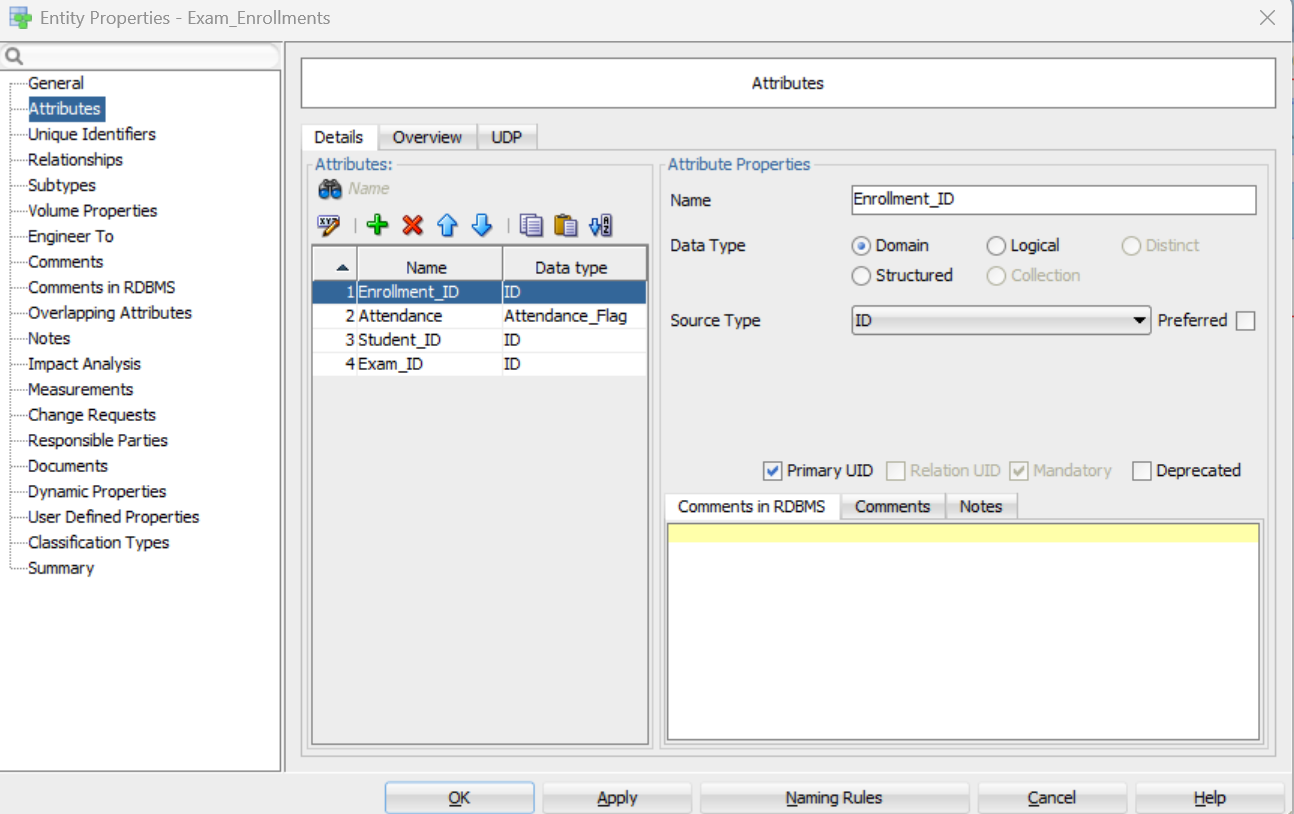 Entity Properties - Exam_Enrollments
General
Attributes
Unique Identifiers
Relationships
Subtypes
Volume Properties
Engineer To
Comments
Comments in RDBMS
Overlapping Attributes
Notes
Impact Analysis
Measurements
Change Requests
Responsible Parties
Documents
Dynamic Properties
User Defined Properties
Classification Types
Summary
Attributes
Details Overview UDP
Attributes:
Name
Name Data type
1 Enrollment_ID ID
2 Attendance Attendance_Flag
3 Student_ID ID
4 Exam_ID ID
Attribute Properties
Name Enrollment_ID
Data Type Domain Logical Distinct
Structured Collection
Source Type ID Preferred
Primary UID Relation UID Mandatory Deprecated
Comments in RDBMS Comments Notes
OK Apply Naming Rules Cancel Help